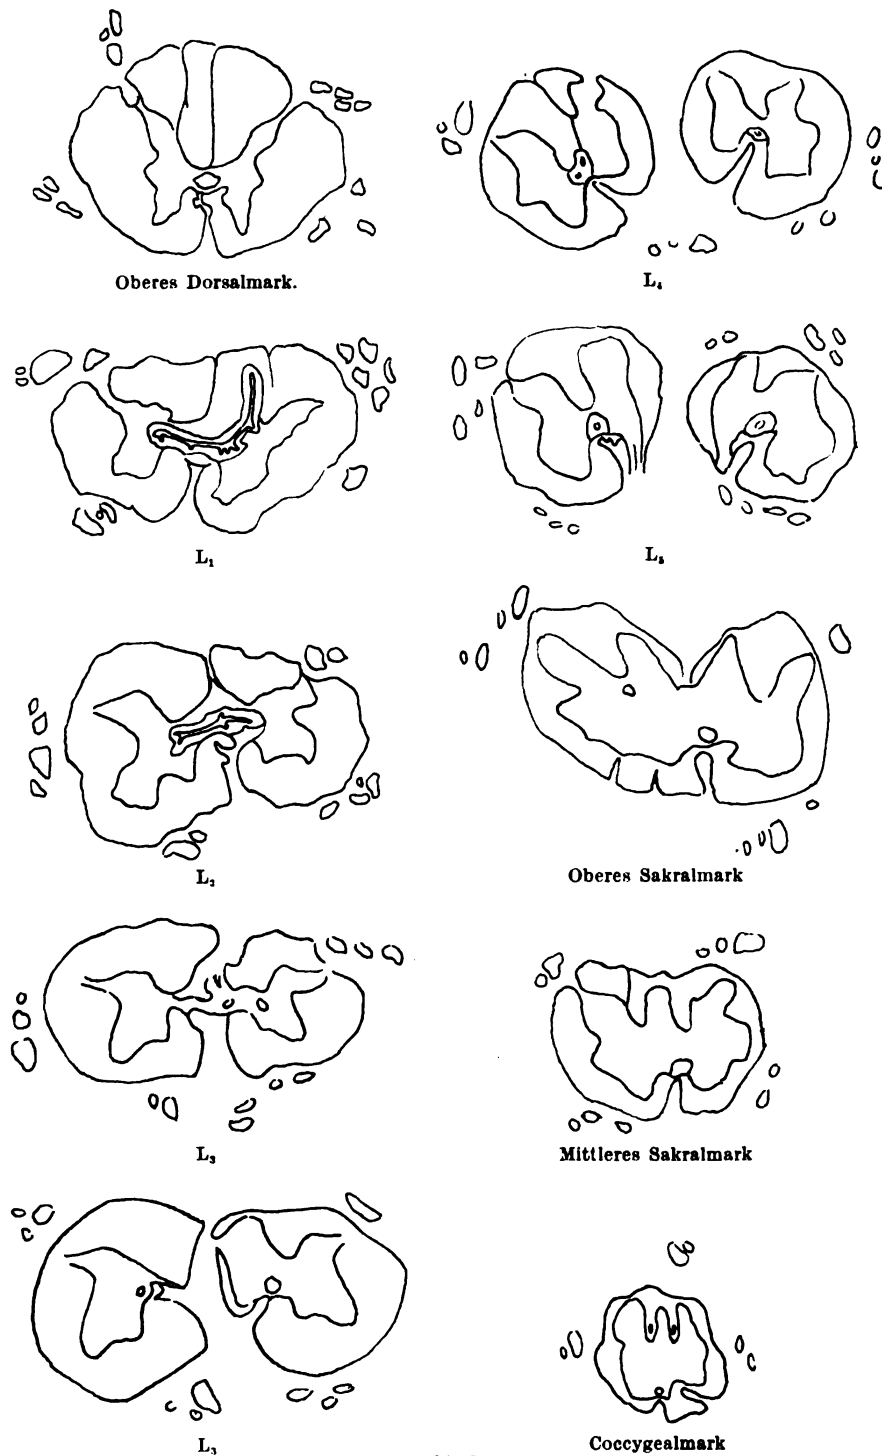 Oberes Dorsalmark.
L₁
L₂
L₃
L₃
L₄
L₅
Oberes Sakralmark
Mittleres Sakralmark
Coccygealmark